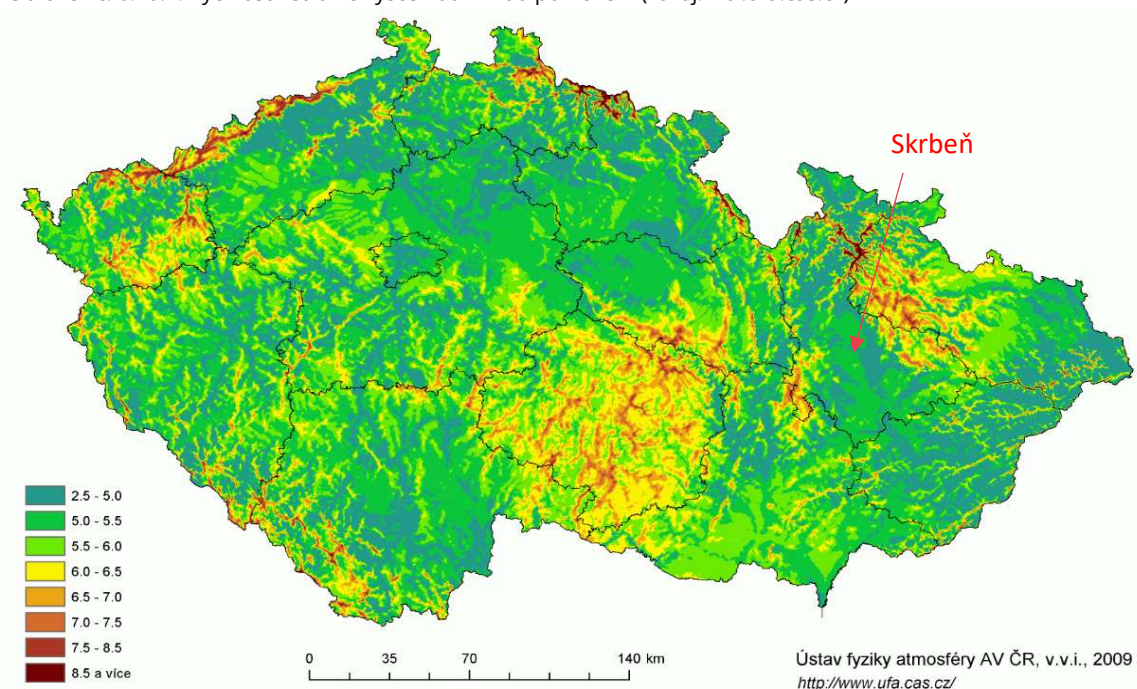 Skrbeň
2.5 - 5.0
5.0 - 5.5
5.5 - 6.0
6.0 - 6.5
6.5 - 7.0
7.0 - 7.5
7.5 - 8.5
8.5 a více
0 35 70 140 km
Ústav fyziky atmosféry AV ČR, v.v.i., 2009
http://www.ufa.cas.cz/